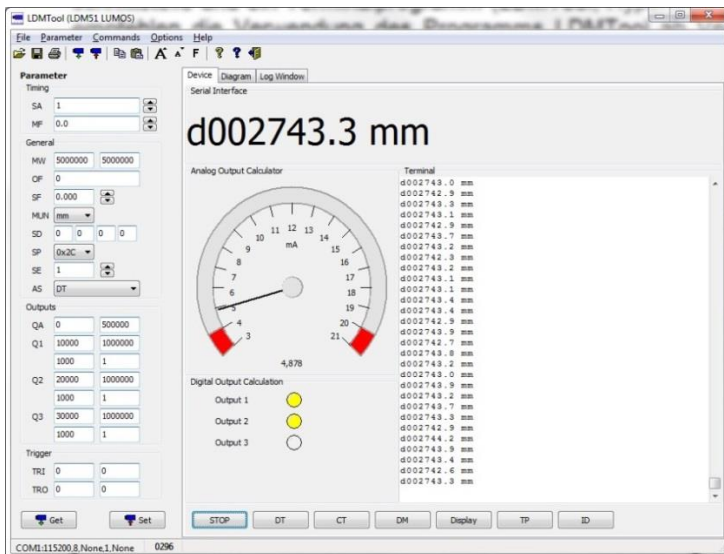 LDMTool (LDM51 LUMOS)
File Parameter Commands Options Help
A A F ? ?
Parameter
Timing
SA 1
MF 0.0
General
MW 5000000 5000000
OF 0
SF 0.000
MUN mm
SD 0 0 0 0
SP 0x2C
SE 1
AS DT
Outputs
QA 0 500000
Q1 10000 1000000
1000 1
Q2 20000 1000000
1000 1
Q3 30000 1000000
1000 1
Trigger
TRI 0 0
TRO 0 0
Get Set
Device Diagram Log Window
Serial Interface
d002743.3 mm
Analog Output Calculator
3 4 5 6 7 8 9 10 11 12 13 14 15 16 17 18 19 20 21
mA
4,878
Digital Output Calculation
Output 1
Output 2
Output 3
Terminal
d002743.0 mm
d002742.9 mm
d002743.3 mm
d002743.1 mm
d002742.9 mm
d002743.7 mm
d002743.2 mm
d002742.3 mm
d002743.2 mm
d002743.1 mm
d002743.1 mm
d002743.4 mm
d002743.4 mm
d002742.9 mm
d002743.9 mm
d002742.7 mm
d002743.8 mm
d002743.2 mm
d002743.0 mm
d002743.9 mm
d002743.2 mm
d002743.7 mm
d002743.3 mm
d002742.9 mm
d002744.2 mm
d002743.9 mm
d002743.4 mm
d002742.6 mm
d002743.3 mm
STOP DT CT DM Display TP ID
COM1:115200,8,None,1,None 0296